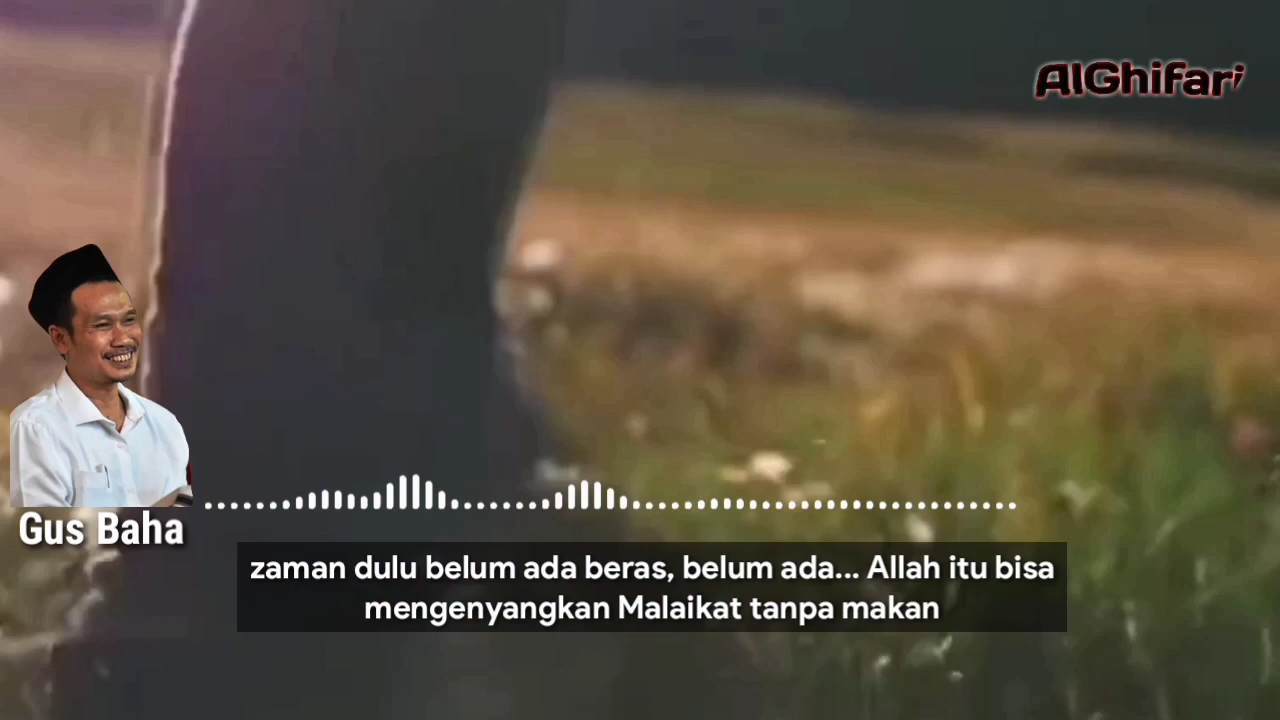 AlGhifari
Gus Baha
zaman dulu belum ada beras, belum ada... Allah itu bisa
mengenyangkan Malaikat tanpa makan